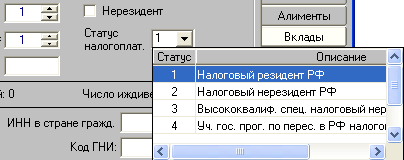 1
Нерезидент
Алименты
1
Статус
налогоплат.
1
Вклады
Статус
Описание
1 Налоговый резидент РФ
2 Налоговый нерезидент РФ
3 Высококвалиф. спец. налоговый нер
4 Уч. гос. прог. по перес. в РФ налого
: 0
Число иждиве
ИНН в стране гражд.
Код ГНИ: